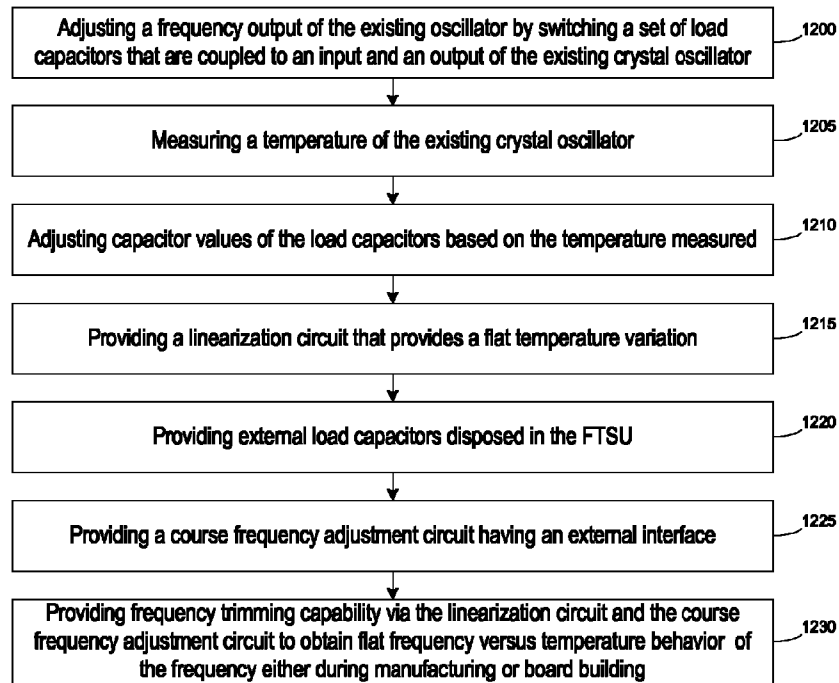 Adjusting a frequency output of the existing oscillator by switching a set of load
capacitors that are coupled to an input and an output of the existing crystal oscillator
1200
Measuring a temperature of the existing crystal oscillator
1205
Adjusting capacitor values of the load capacitors based on the temperature measured
1210
Providing a linearization circuit that provides a flat temperature variation
1215
Providing external load capacitors disposed in the FTSU
1220
Providing a course frequency adjustment circuit having an external interface
1225
Providing frequency trimming capability via the linearization circuit and the course
frequency adjustment circuit to obtain flat frequency versus temperature behavior of
the frequency either during manufacturing or board building
1230